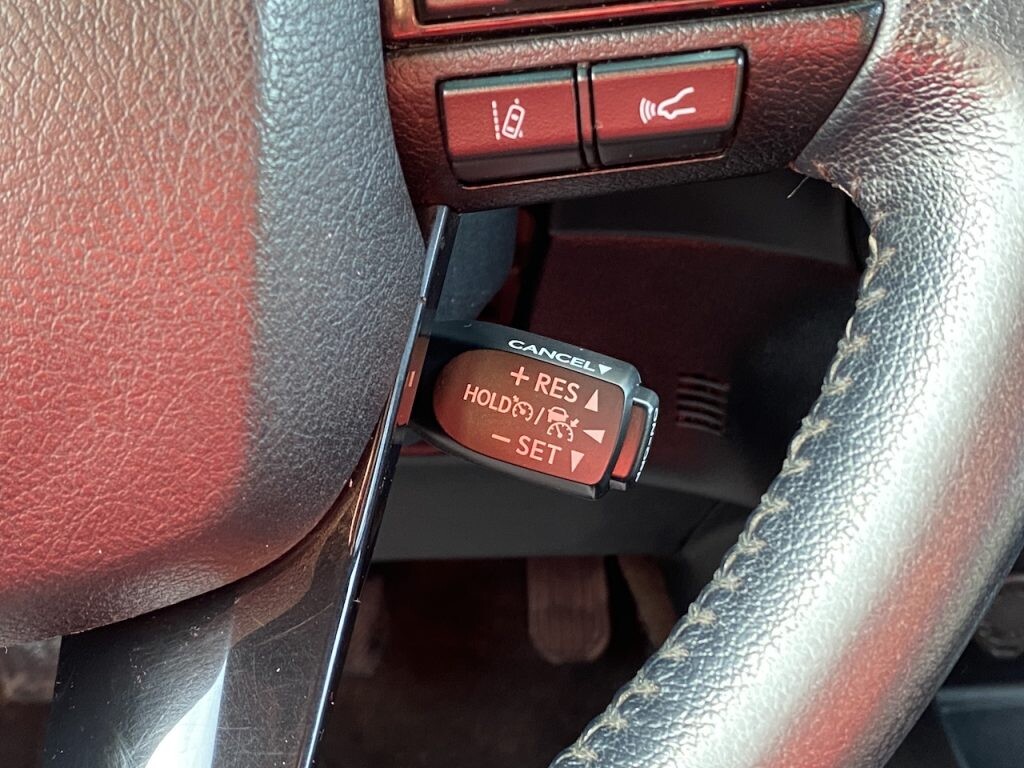 CANCEL▼
+ RES ▲
HOLD / ◀
− SET ▼